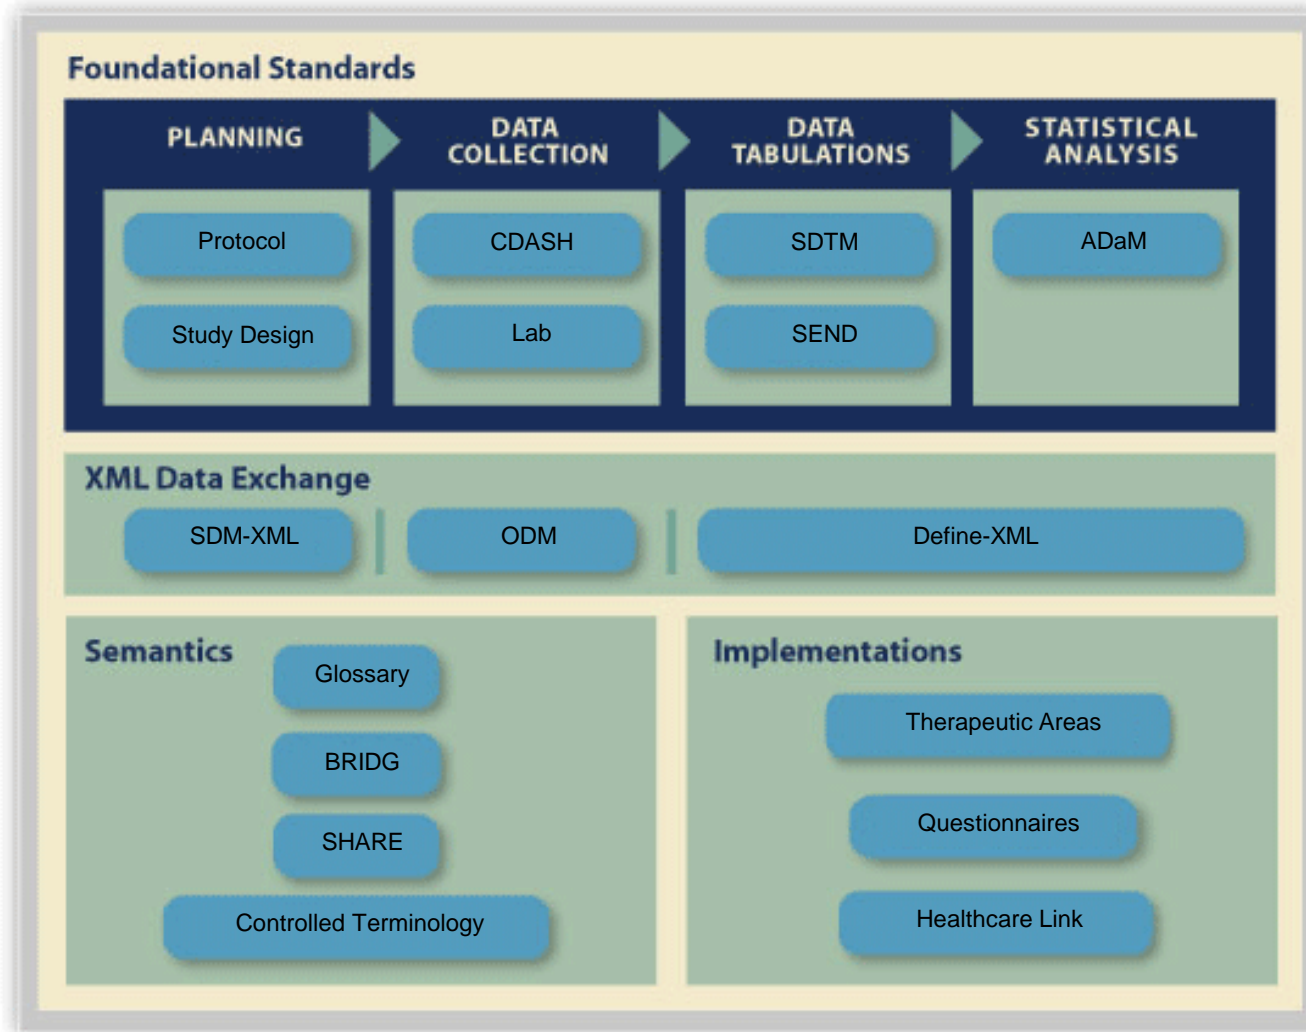 Foundational Standards
PLANNING
DATA
COLLECTION
DATA
TABULATIONS
STATISTICAL
ANALYSIS
Protocol
CDASH
SDTM
ADaM
Study Design
Lab
SEND
XML Data Exchange
SDM-XML
ODM
Define-XML
Semantics
Glossary
BRIDG
SHARE
Controlled Terminology
Implementations
Therapeutic Areas
Questionnaires
Healthcare Link